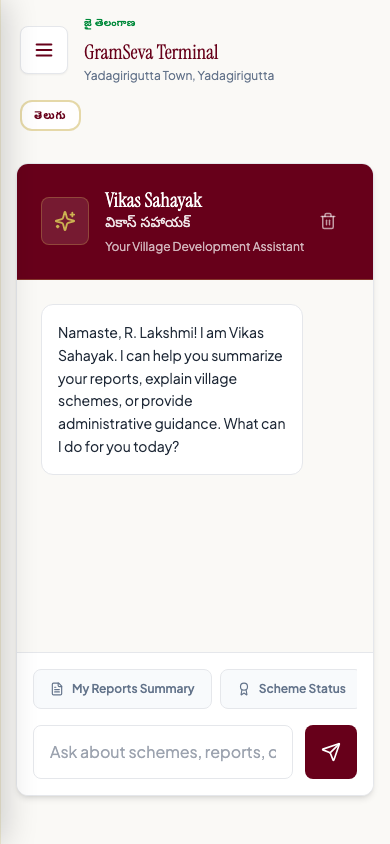 జై తెలంగాణ
GramSeva Terminal
Yadagirigutta Town, Yadagirigutta
తెలుగు
Vikas Sahayak
వికాస్ సహాయక్
Your Village Development Assistant
Namaste, R. Lakshmi! I am Vikas
Sahayak. I can help you summarize
your reports, explain village
schemes, or provide
administrative guidance. What can
I do for you today?
My Reports Summary
Scheme Status
Ask about schemes, reports, c